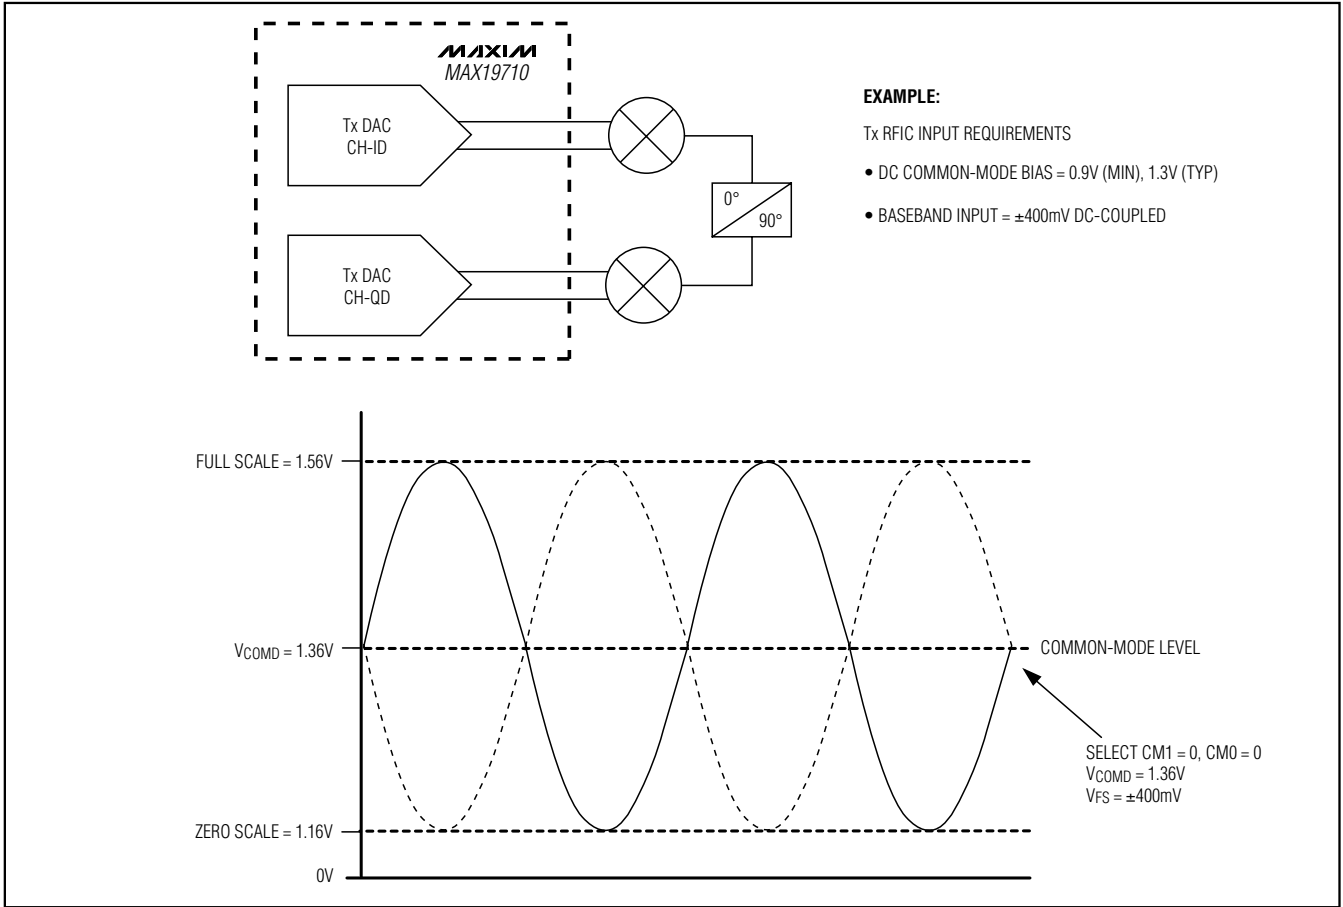 MAXIM
MAX19710
Tx DAC
CH-ID
0°
90°
Tx DAC
CH-QD
EXAMPLE:
Tx RFIC INPUT REQUIREMENTS
• DC COMMON-MODE BIAS = 0.9V (MIN), 1.3V (TYP)
• BASEBAND INPUT = ±400mV DC-COUPLED
FULL SCALE = 1.56V
VCOMD = 1.36V
COMMON-MODE LEVEL
SELECT CM1 = 0, CM0 = 0
VCOMD = 1.36V
VFS = ±400mV
ZERO SCALE = 1.16V
0V